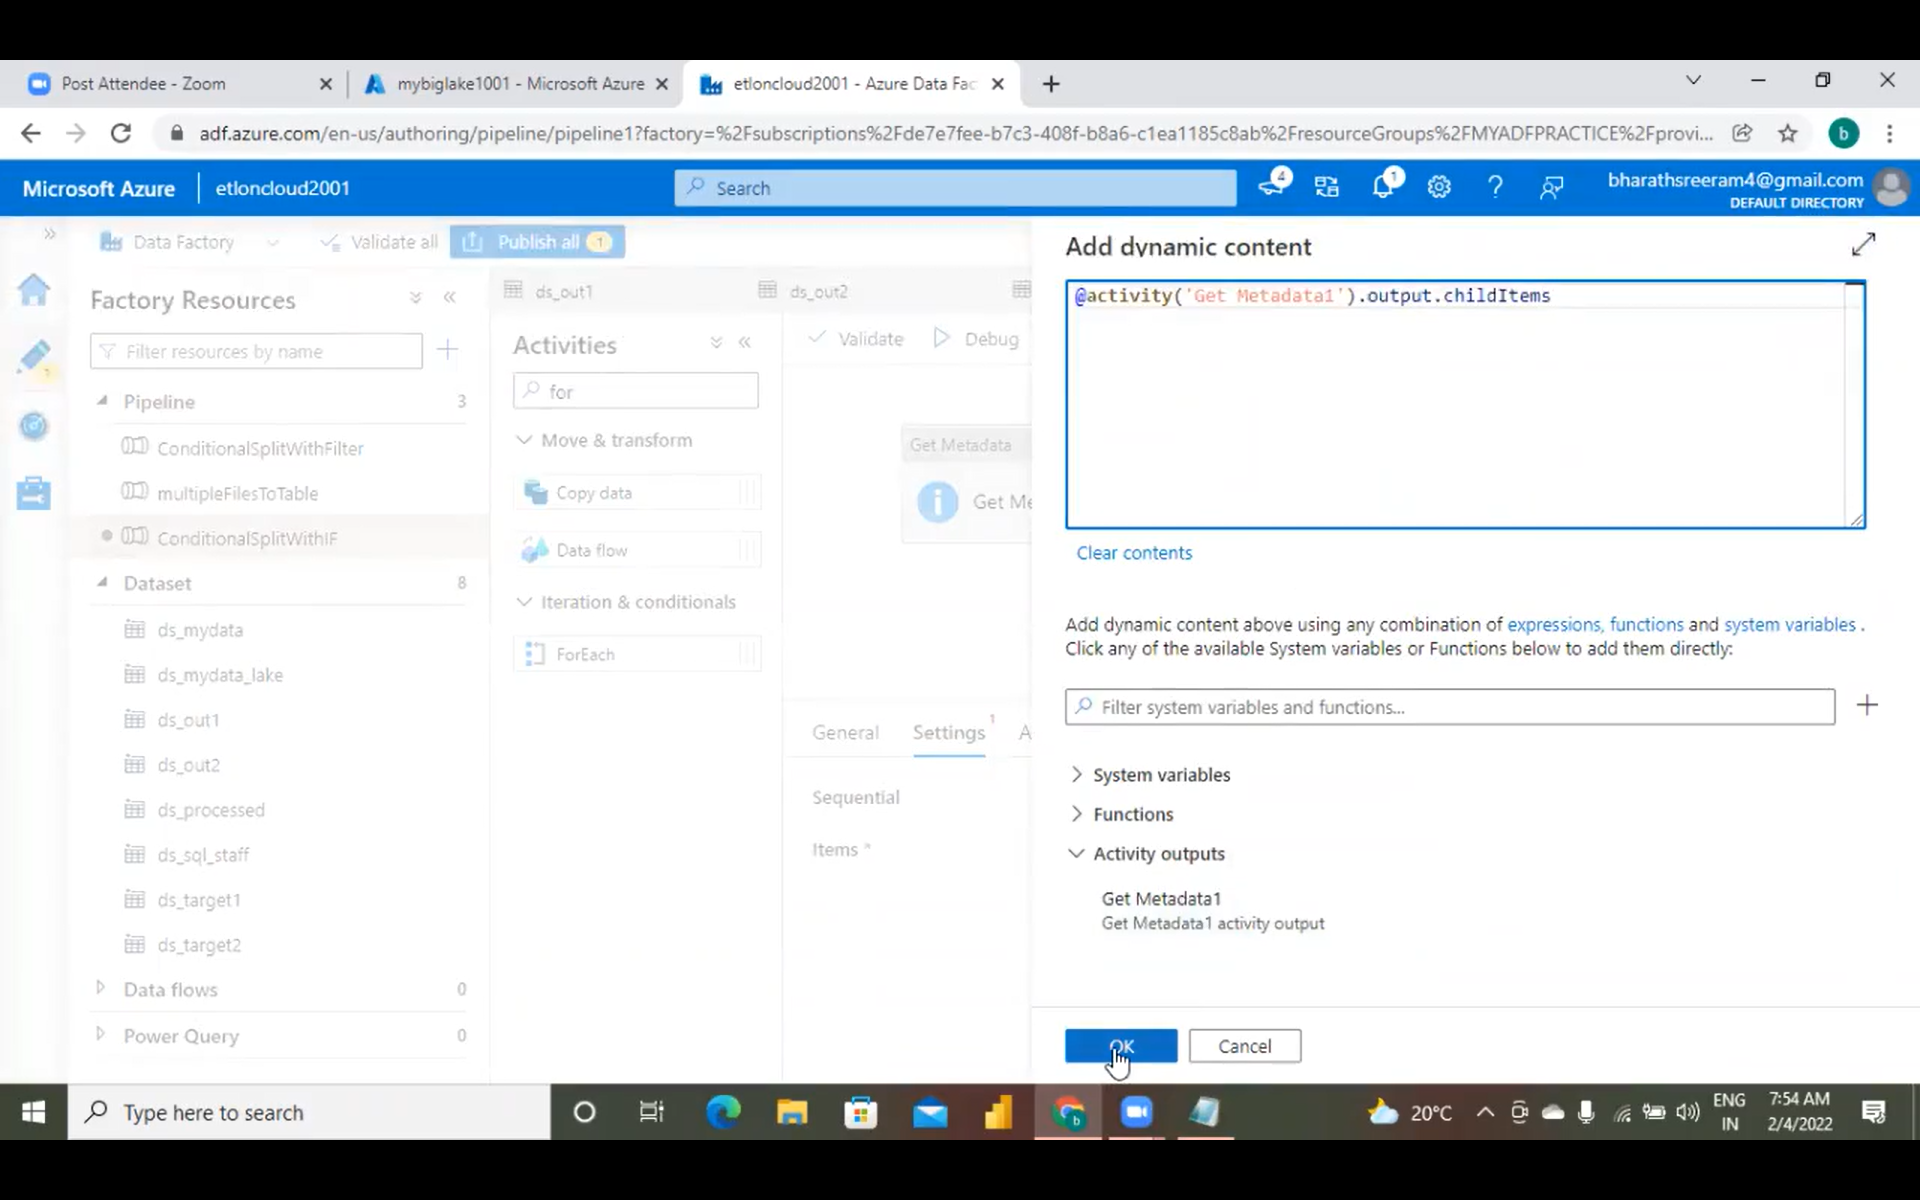 Post Attendee - Zoom
mybiglake1001 - Microsoft Azure
etloncloud2001 - Azure Data Fac
adf.azure.com/en-us/authoring/pipeline/pipeline1?factory=%2Fsubscriptions%2Fde7e7fee-b7c3-408f-b8a6-c1ea1185c8ab%2FresourceGroups%2FMYADFPRACTICE%2Fprovi...
b
Microsoft Azure
etloncloud2001
Search
4
1
bharathsreeram4@gmail.com
DEFAULT DIRECTORY
Data Factory
Validate all
Publish all 1
Factory Resources
Filter resources by name
Pipeline 3
ConditionalSplitWithFilter
multipleFilesToTable
ConditionalSplitWithIF
Dataset 8
ds_mydata
ds_mydata_lake
ds_out1
ds_out2
ds_processed
ds_sql_staff
ds_target1
ds_target2
Data flows 0
Power Query 0
ds_out1
ds_out2
Activities
for
Move & transform
Copy data
Data flow
Iteration & conditionals
ForEach
Validate
Debug
Get Metadata
Get Me
General
Settings 1
A
Sequential
Items *
Add dynamic content
@activity('Get Metadata1').output.childItems
Clear contents
Add dynamic content above using any combination of expressions, functions and system variables .
Click any of the available System variables or Functions below to add them directly:
Filter system variables and functions...
System variables
Functions
Activity outputs
Get Metadata1
Get Metadata1 activity output
OK
Cancel
Type here to search
20°C
ENG
IN
7:54 AM
2/4/2022